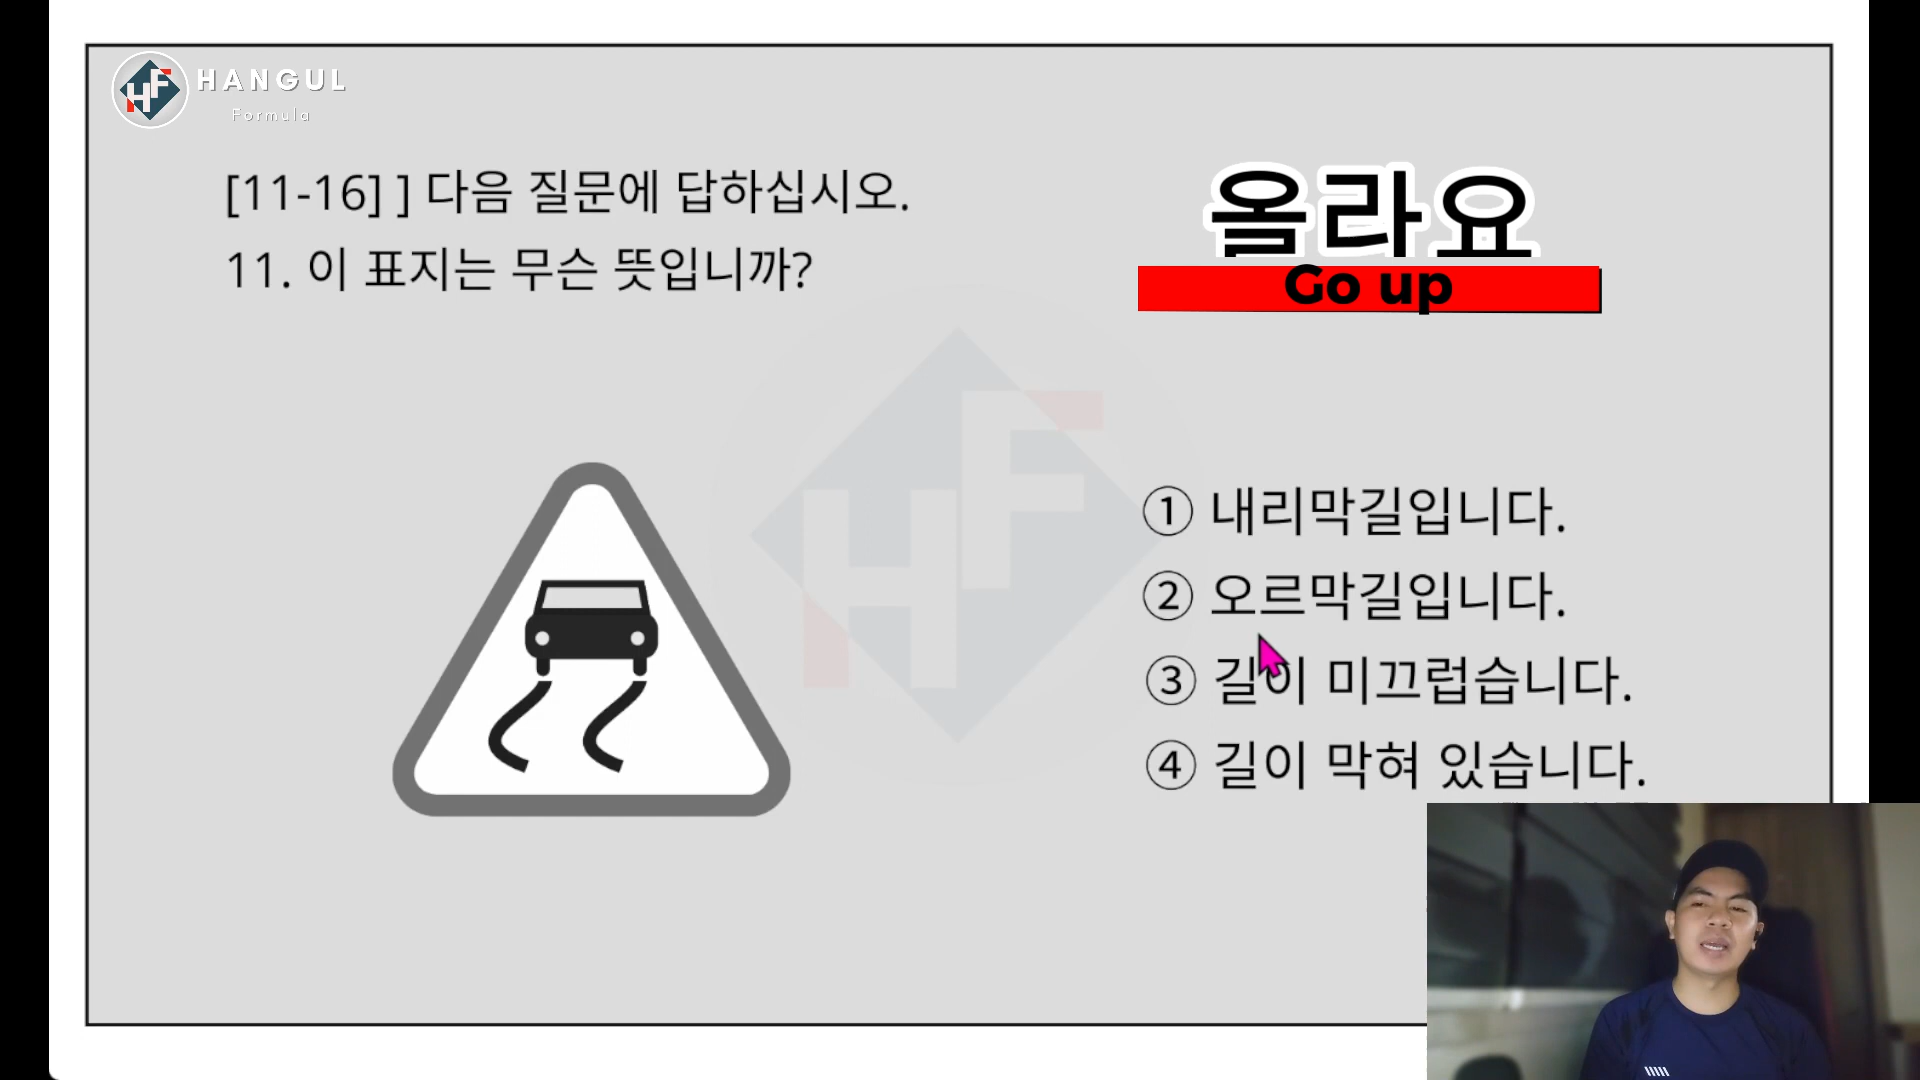 HANGUL
Formula
[11-16] ] 다음 질문에 답하십시오.
11. 이 표지는 무슨 뜻입니까?
올라요
Go up
HF
① 내리막길입니다.
② 오르막길입니다.
③ 길이 미끄럽습니다.
④ 길이 막혀 있습니다.